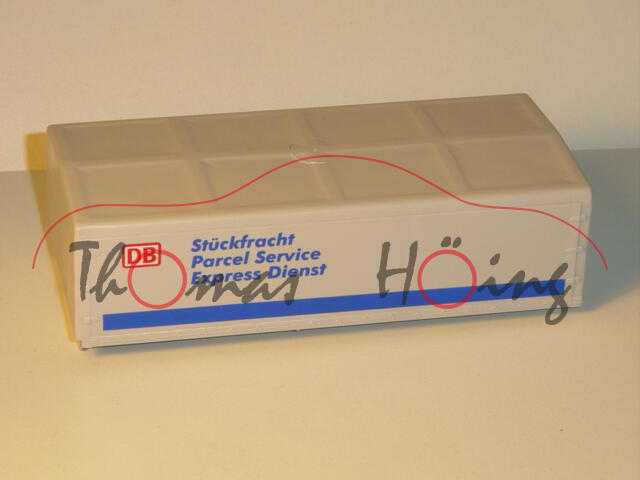 DB
Stückfracht
Parcel Service
Express Dienst
Thomas Höing